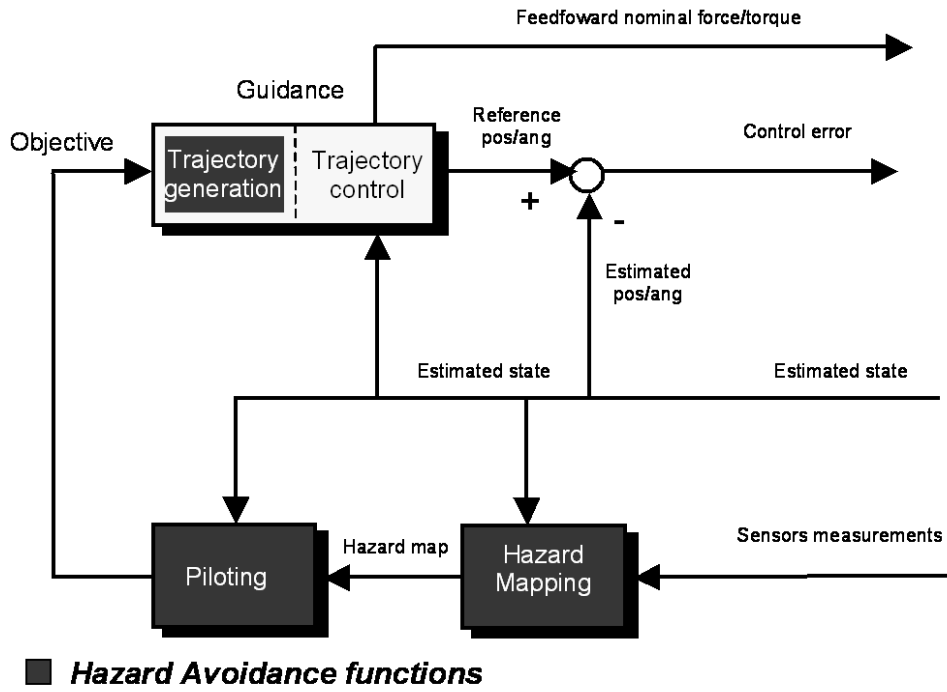 Feedfoward nominal force/torque
Guidance
Reference
pos/ang
Control error
Objective
Trajectory
generation
Trajectory
control
+
-
Estimated
pos/ang
Estimated state
Estimated state
Sensors measurements
Hazard map
Piloting
Hazard
Mapping
Hazard Avoidance functions